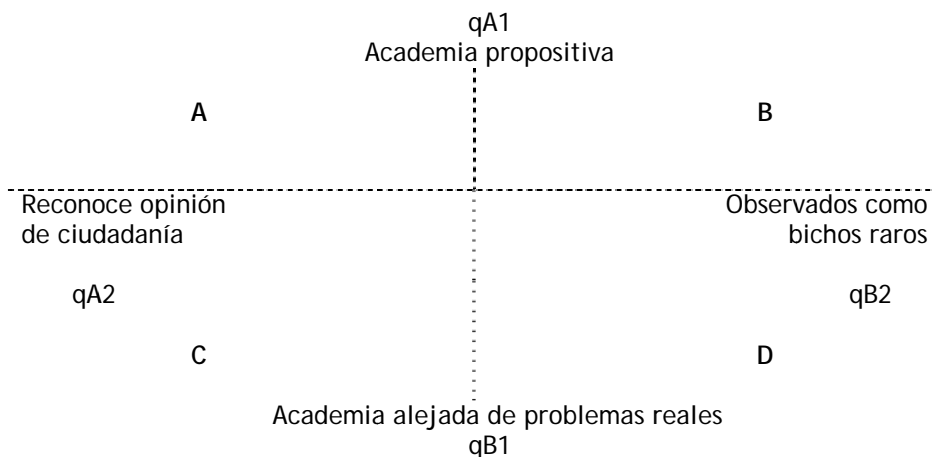 qA1
Academia propositiva
A
B
Reconoce opinión
de ciudadanía
Observados como
bichos raros
qA2
qB2
C
D
Academia alejada de problemas reales
qB1